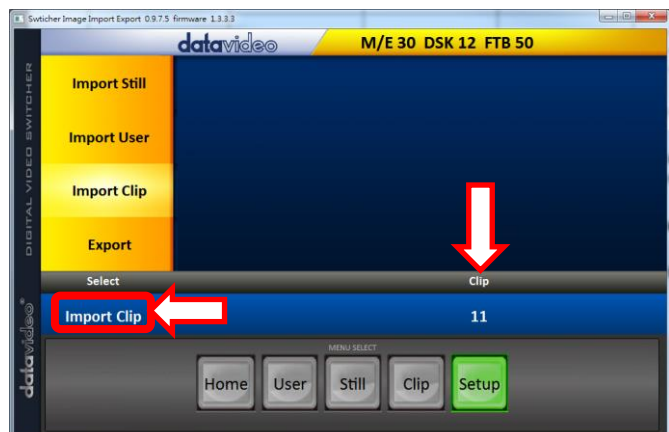 Swticher Image Import Export 0.9.7.5 firmware 1.3.3.3
datavideo
M/E 30 DSK 12 FTB 50
DIGITAL VIDEO SWITCHER
Import Still
Import User
Import Clip
Export
Select
Clip
datavideo®
Import Clip
11
MENU SELECT
Home
User
Still
Clip
Setup